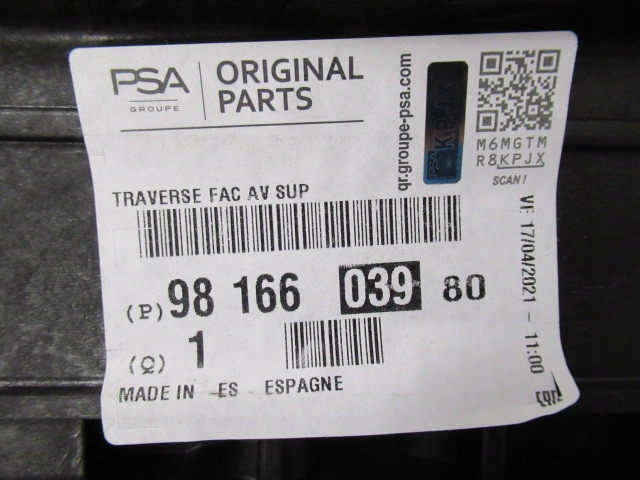 PSA
GROUPE
ORIGINAL
PARTS
qr.groupe-psa.com
M6MGTM
R8KPJX
SCAN!
TRAVERSE FAC AV SUP
(P) 98 166 039 80
(Q) 1
MADE IN ES ESPAGNE
VE 17/04/2021 - 11:00